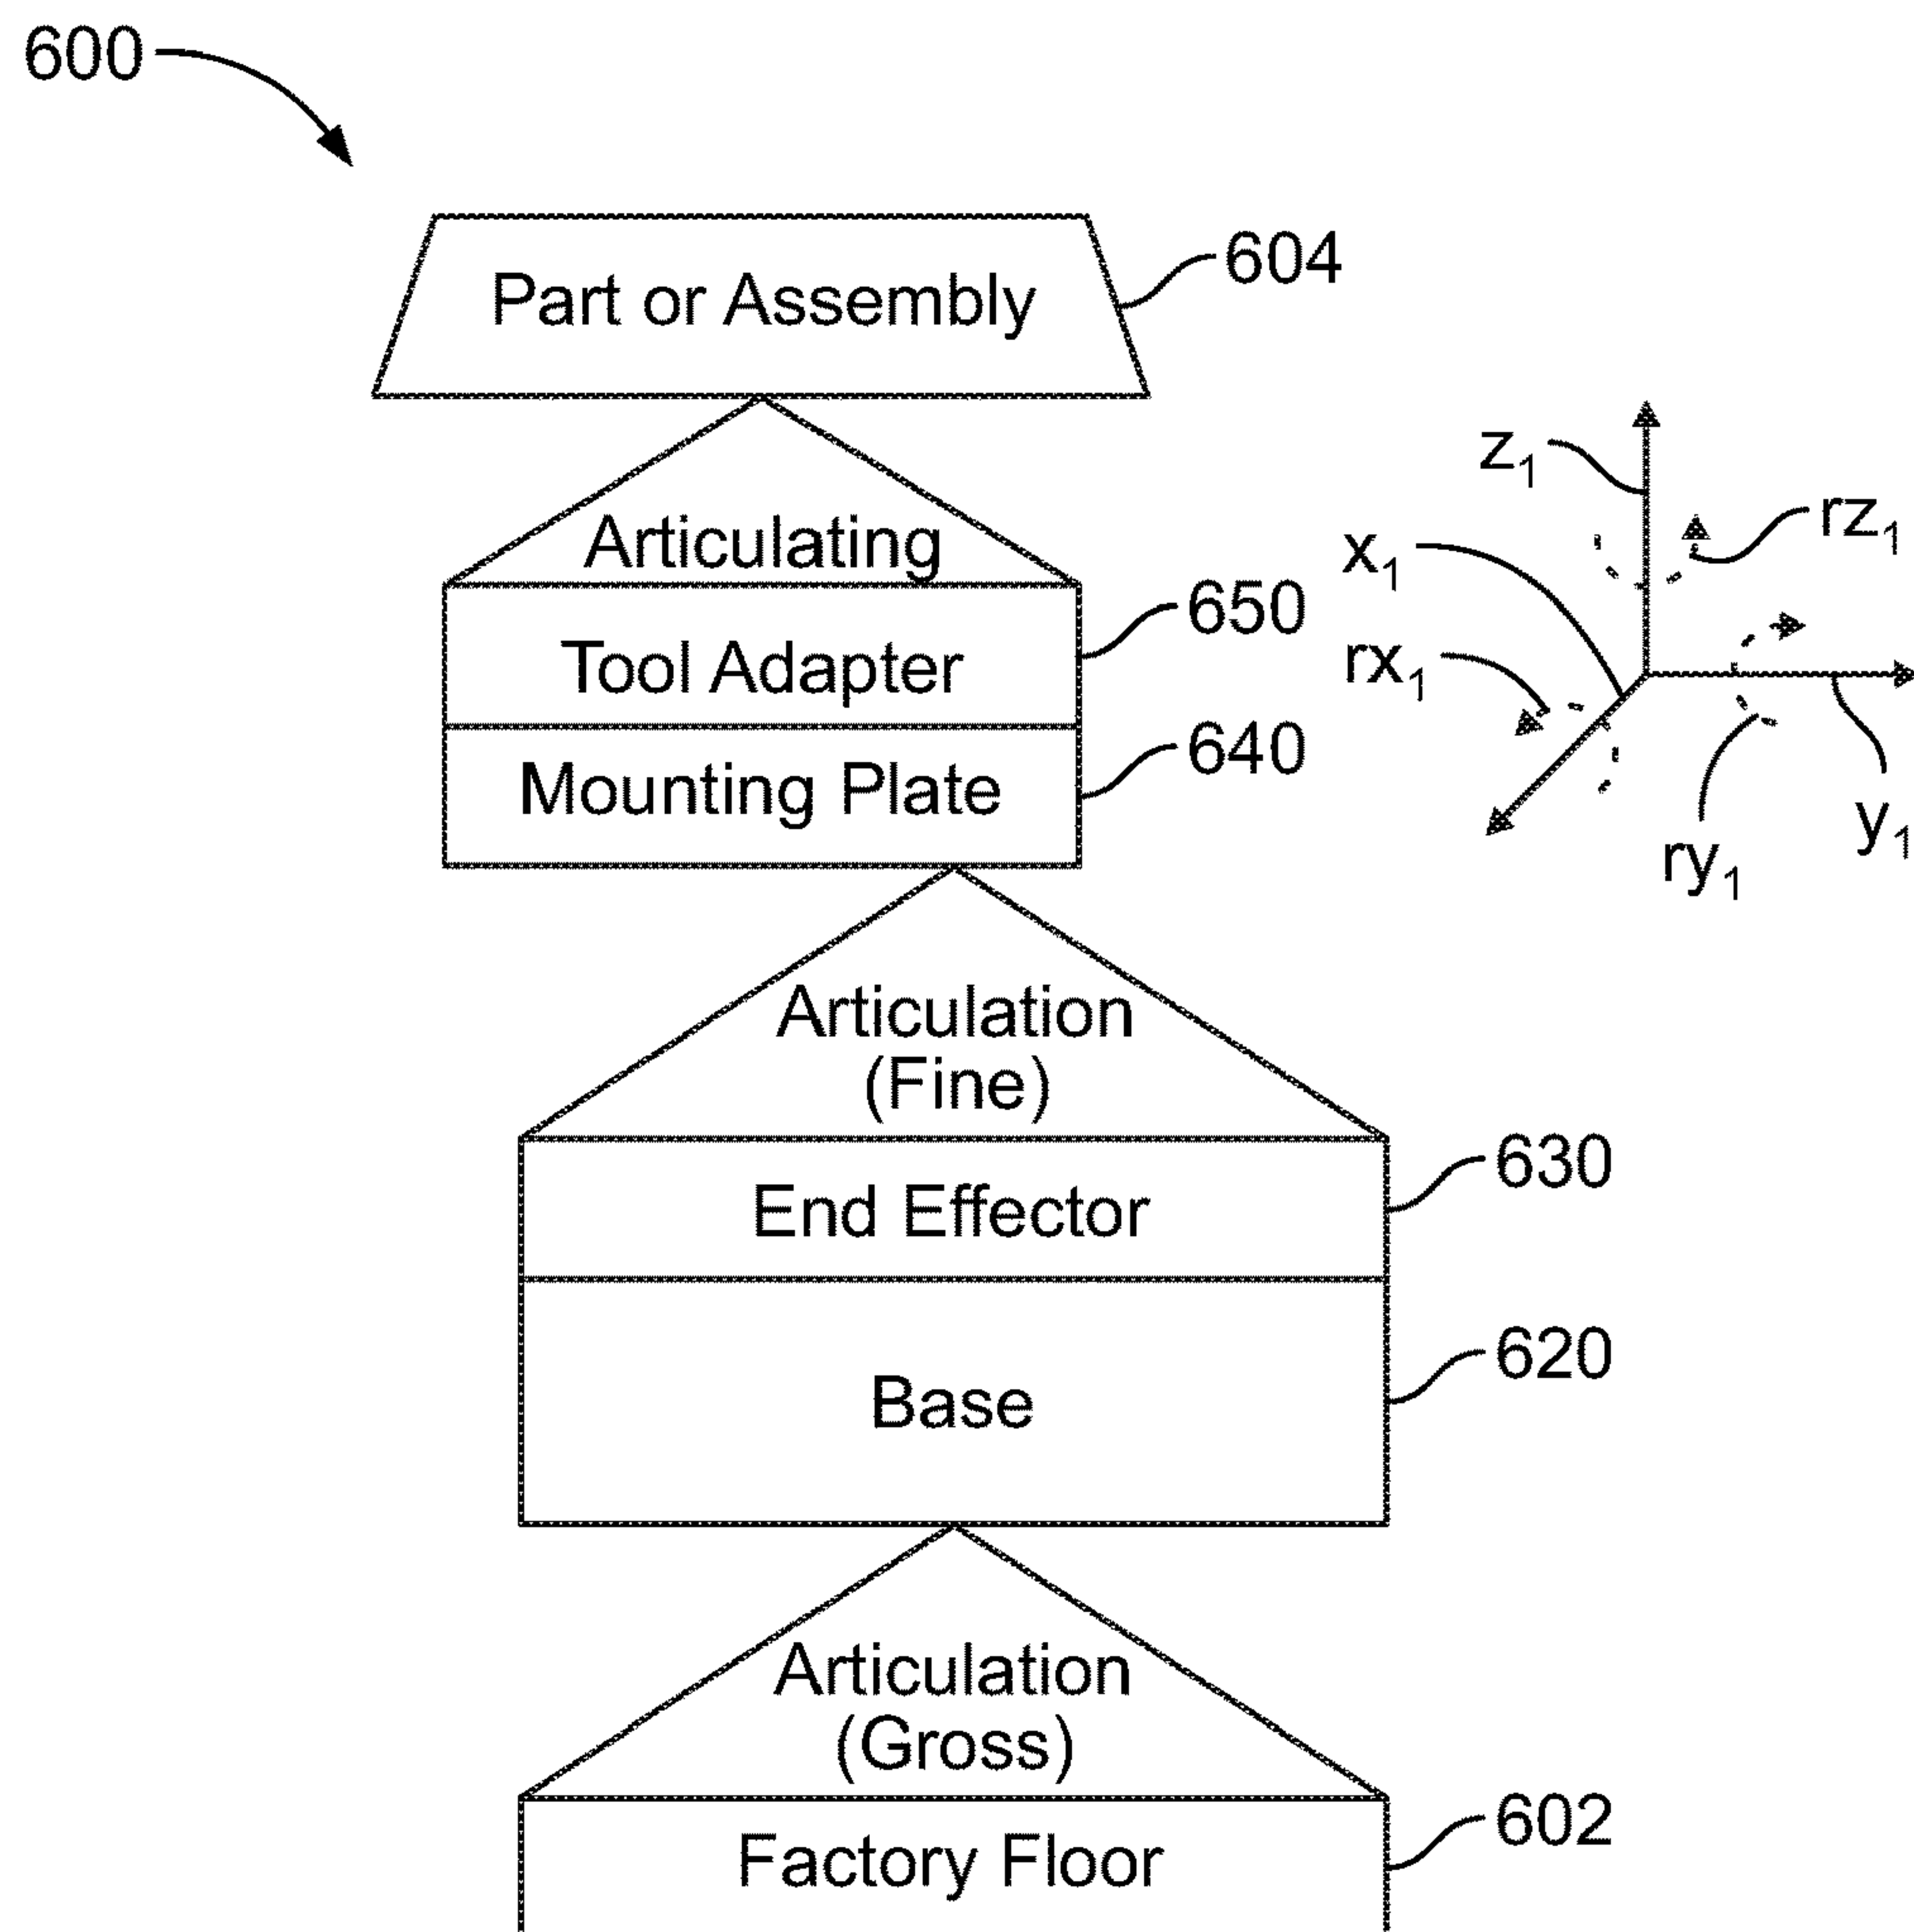 600
Part or Assembly
604
Articulating
Tool Adapter
650
Mounting Plate
640
z1
rz1
x1
rx1
ry1
y1
Articulation
(Fine)
End Effector
630
Base
620
Articulation
(Gross)
Factory Floor
602